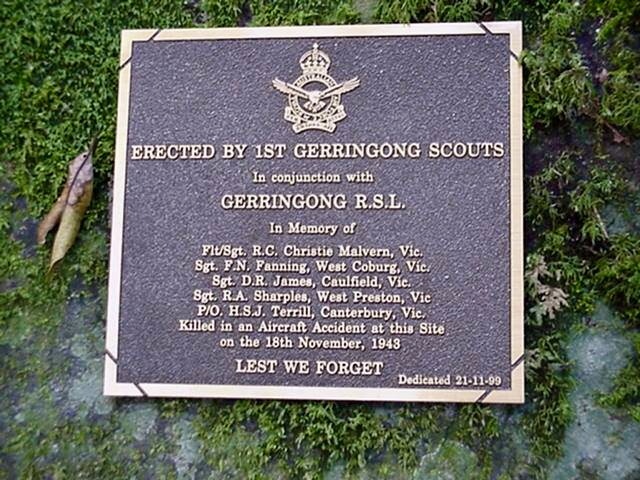 AUSTRALIAN
ERECTED BY 1ST GERRINGONG SCOUTS
In conjunction with
GERRINGONG R.S.L.
In Memory of
Flt/Sgt. R.C. Christie Malvern, Vic.
Sgt. F.N. Fanning, West Coburg, Vic.
Sgt. D.R. James, Caulfield, Vic.
Sgt. R.A. Sharples, West Preston, Vic
P/O. H.S.J. Terrill, Canterbury, Vic.
Killed in an Aircraft Accident at this Site
on the 18th November, 1943
LEST WE FORGET
Dedicated 21-11-99